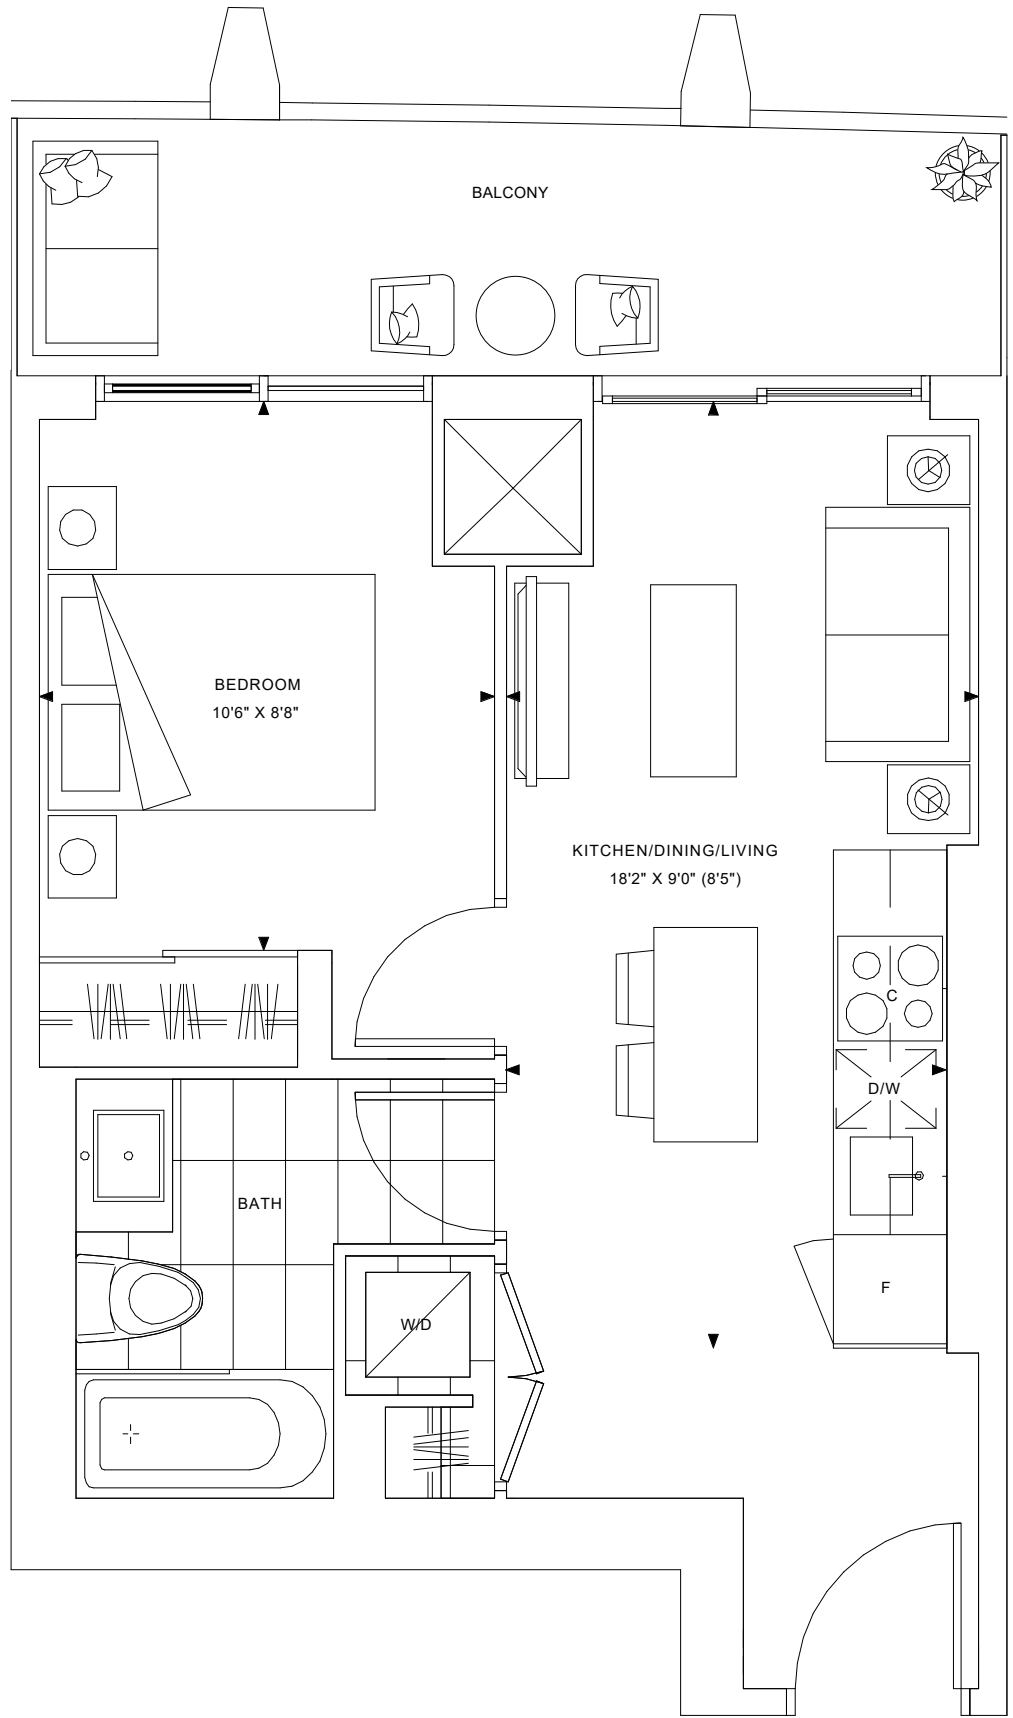 BALCONY
BEDROOM
10'6" X 8'8"
KITCHEN/DINING/LIVING
18'2" X 9'0" (8'5")
C
D/W
BATH
F
W/D